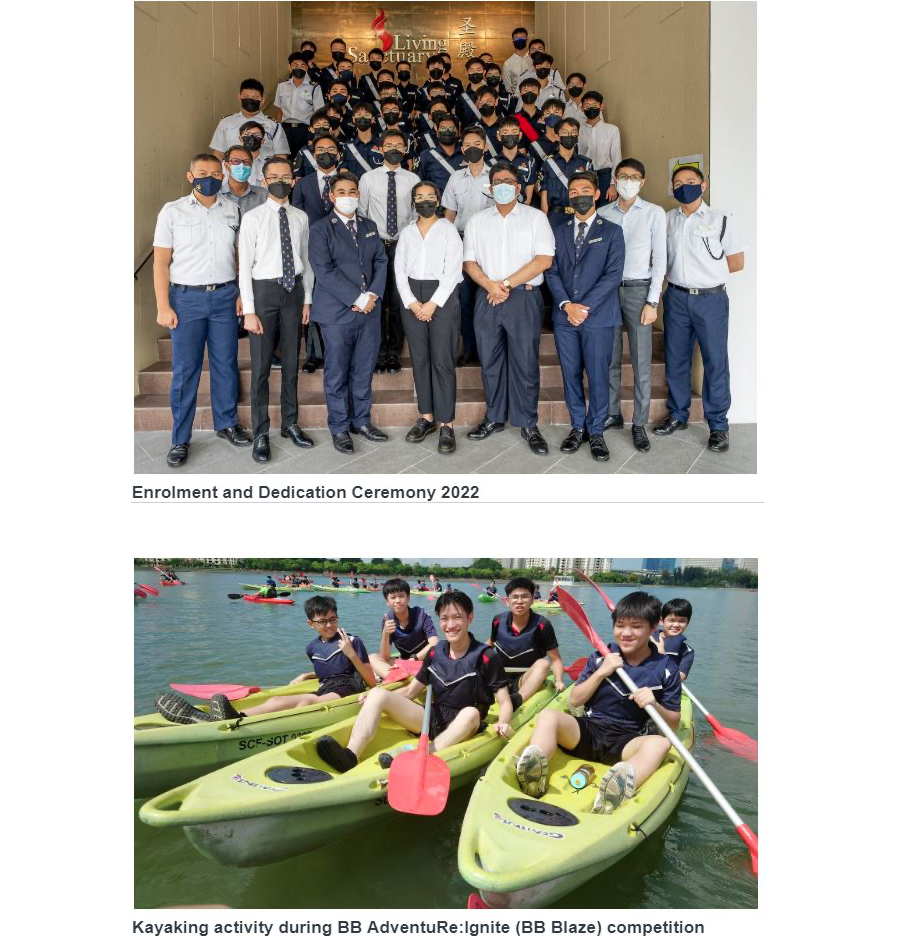 Living 圣
Sanctuary 殿
Enrolment and Dedication Ceremony 2022
SCF-SOT
Kayaking activity during BB AdventuRe:Ignite (BB Blaze) competition